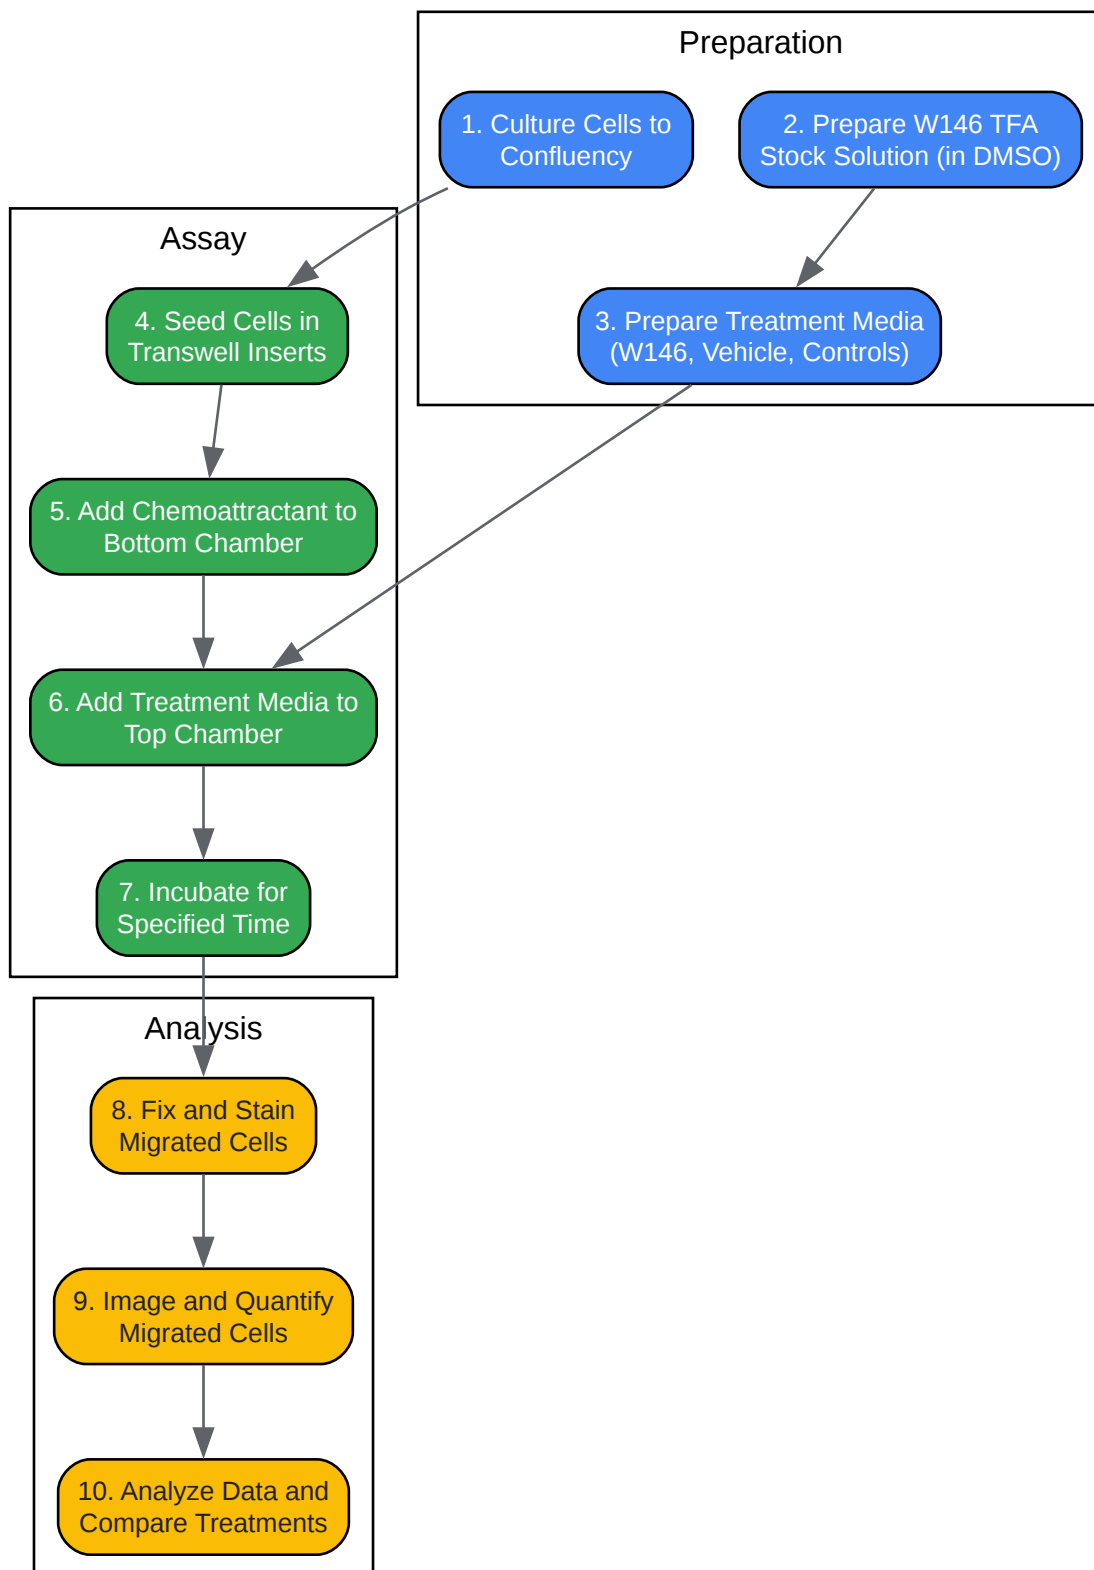 Preparation
1. Culture Cells to
Confluency
2. Prepare W146 TFA
Stock Solution (in DMSO)
3. Prepare Treatment Media
(W146, Vehicle, Controls)
Assay
4. Seed Cells in
Transwell Inserts
5. Add Chemoattractant to
Bottom Chamber
6. Add Treatment Media to
Top Chamber
7. Incubate for
Specified Time
Analysis
8. Fix and Stain
Migrated Cells
9. Image and Quantify
Migrated Cells
10. Analyze Data and
Compare Treatments